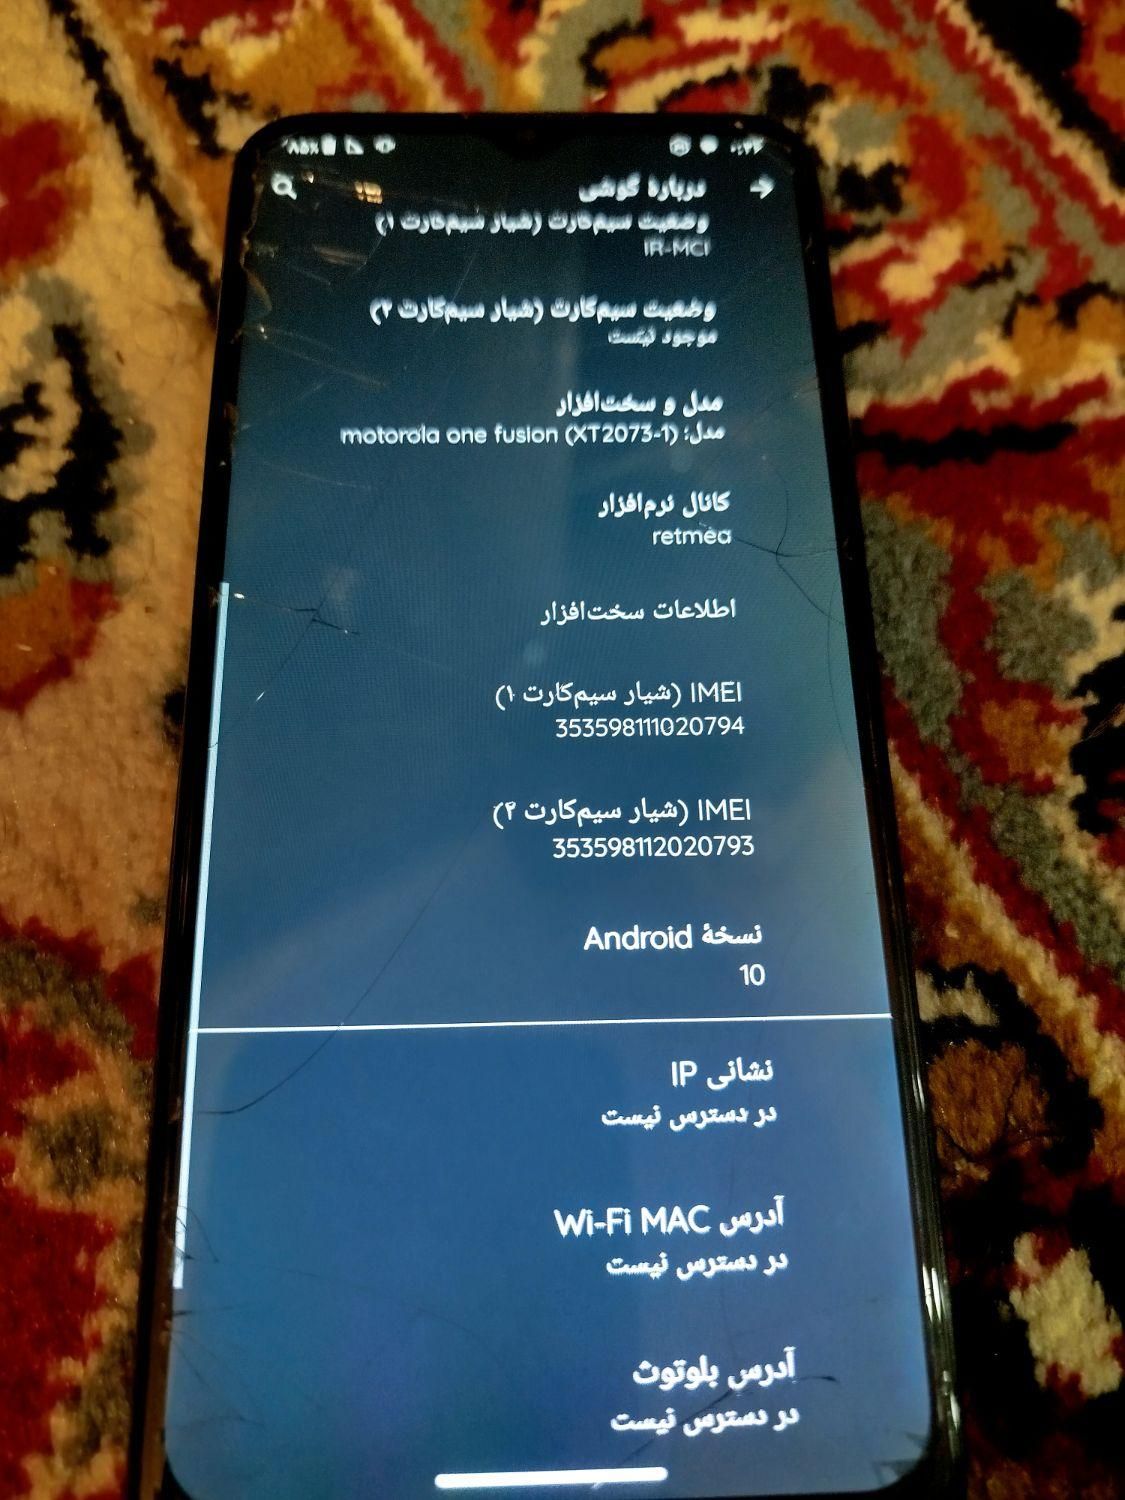 ۸۵٪
دربارهٔ گوشی
وضعیت سیم‌کارت (شیار سیم‌کارت ۱)
IR-MCI
وضعیت سیم‌کارت (شیار سیم‌کارت ۲)
موجود نیست
مدل و سخت‌افزار
مدل: motorola one fusion (XT2073-1)
کانال نرم‌افزار
retmea
اطلاعات سخت‌افزار
IMEI (شیار سیم‌کارت ۱)
353598111020794
IMEI (شیار سیم‌کارت ۲)
353598112020793
نسخهٔ Android
10
نشانی IP
در دسترس نیست
آدرس Wi-Fi MAC
در دسترس نیست
آدرس بلوتوث
در دسترس نیست